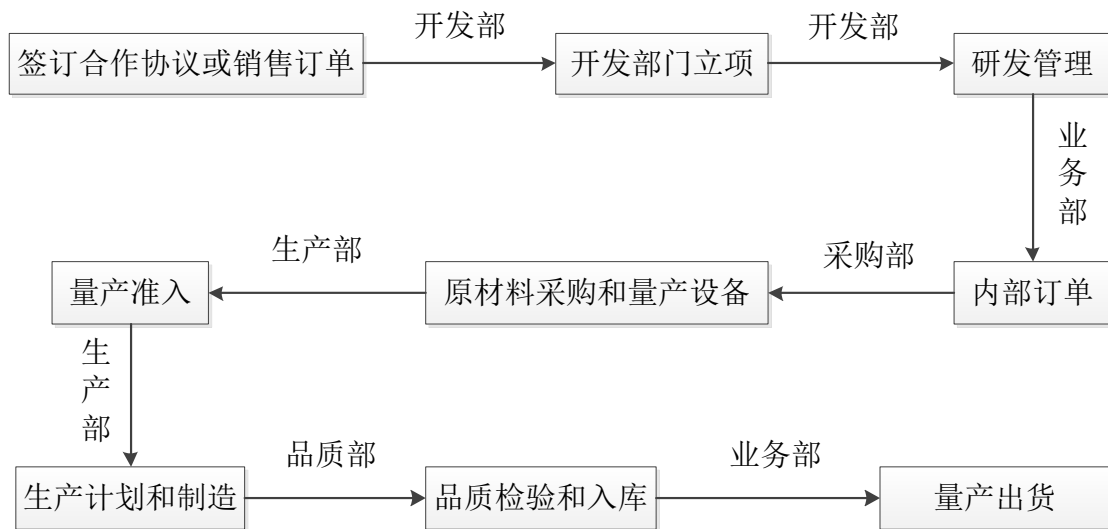 开发部
开发部
签订合作协议或销售订单
开发部门立项
研发管理
业务部
生产部
采购部
量产准入
原材料采购和量产设备
内部订单
生产部
品质部
业务部
生产计划和制造
品质检验和入库
量产出货